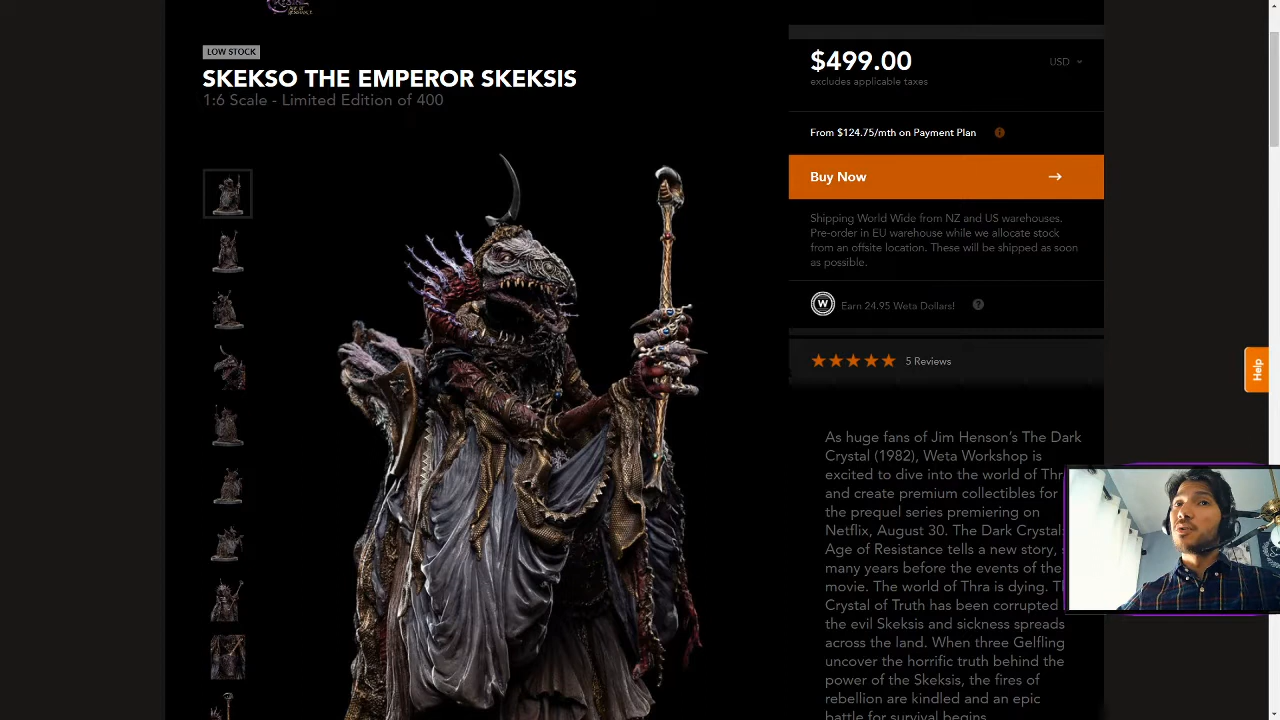 LOW STOCK
SKEKSO THE EMPEROR SKEKSIS
1:6 Scale - Limited Edition of 400
$499.00
USD
excludes applicable taxes
From $124.75/mth on Payment Plan
Buy Now
Shipping World Wide from NZ and US warehouses.
Pre-order in EU warehouse while we allocate stock
from an offsite location. These will be shipped as soon
as possible.
W
Earn 24.95 Weta Dollars!
?
5 Reviews
Help
As huge fans of Jim Henson's The Dark
Crystal (1982), Weta Workshop is
excited to dive into the world of
and create premium collectibles for
the prequel series premiering on
Netflix, August 30. The Dark Crystal:
Age of Resistance tells a new story,
many years before the events of the
movie. The world of Thra is dying.
Crystal of Truth has been corrupted
the evil Skeksis and sickness spreads
across the land. When three Gelfling
uncover the horrific truth behind the
power of the Skeksis, the fires of
rebellion are kindled and an epic
battle for survival begins